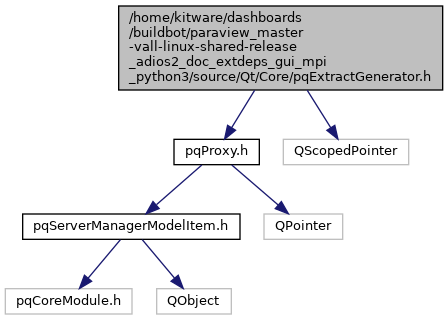 /home/kitware/dashboards
/buildbot/paraview_master
-vall-linux-shared-release
_adios2_doc_extdeps_gui_mpi
_python3/source/Qt/Core/pqExtractGenerator.h
pqProxy.h
QScopedPointer
pqServerManagerModelItem.h
QPointer
pqCoreModule.h
QObject